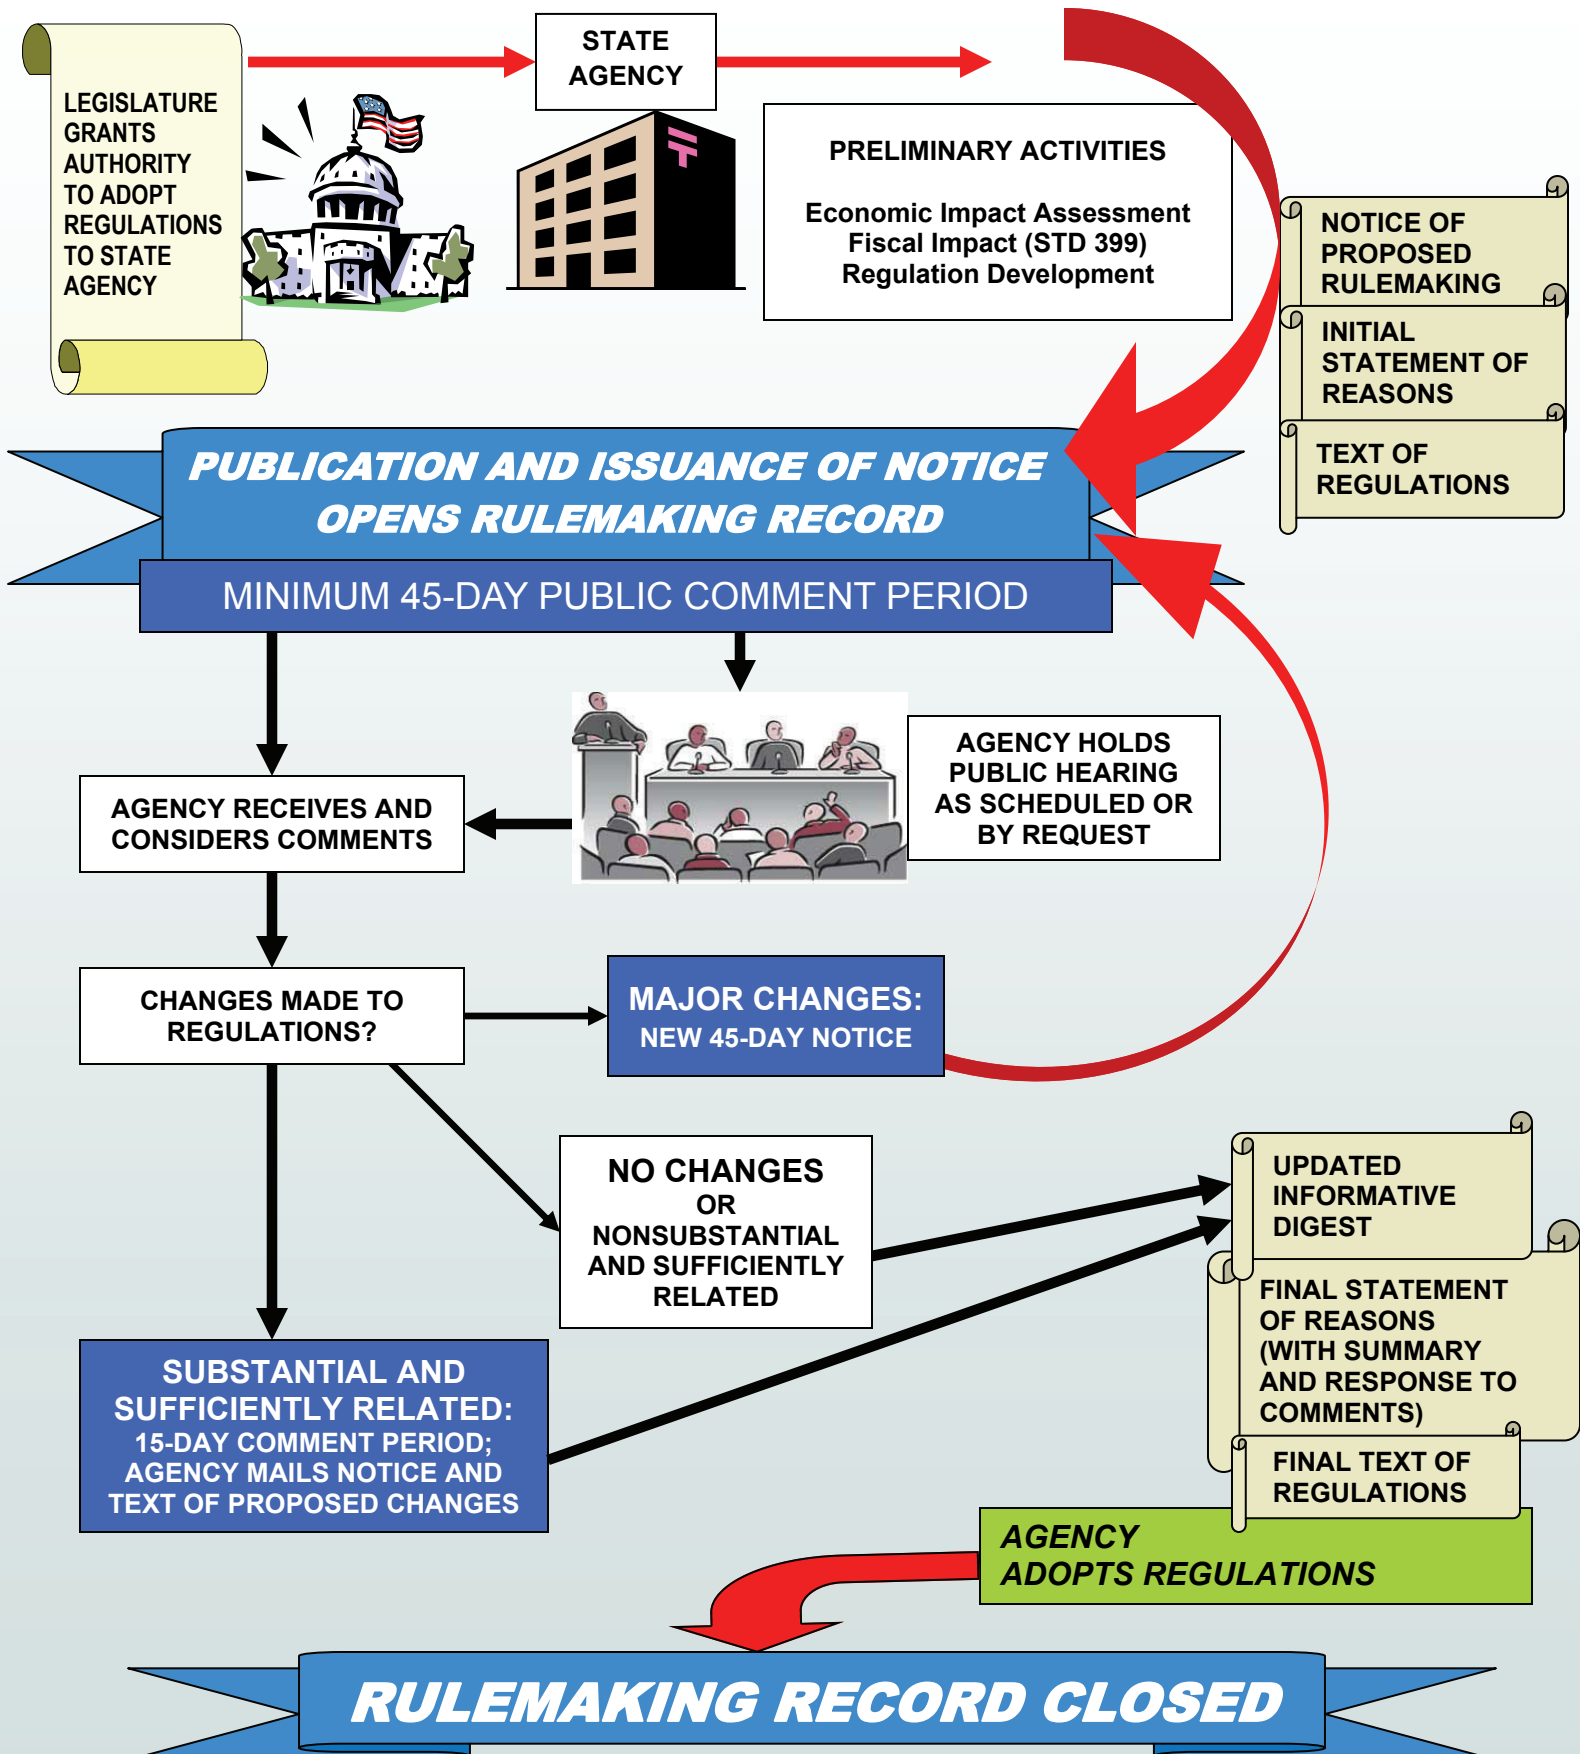 LEGISLATURE
GRANTS
AUTHORITY
TO ADOPT
REGULATIONS
TO STATE
AGENCY
STATE
AGENCY
PRELIMINARY ACTIVITIES
Economic Impact Assessment
Fiscal Impact (STD 399)
Regulation Development
NOTICE OF
PROPOSED
RULEMAKING
INITIAL
STATEMENT OF
REASONS
TEXT OF
REGULATIONS
PUBLICATION AND ISSUANCE OF NOTICE
OPENS RULEMAKING RECORD
MINIMUM 45-DAY PUBLIC COMMENT PERIOD
AGENCY HOLDS
PUBLIC HEARING
AS SCHEDULED OR
BY REQUEST
AGENCY RECEIVES AND
CONSIDERS COMMENTS
CHANGES MADE TO
REGULATIONS?
MAJOR CHANGES:
NEW 45-DAY NOTICE
NO CHANGES
OR
NONSUBSTANTIAL
AND SUFFICIENTLY
RELATED
SUBSTANTIAL AND
SUFFICIENTLY RELATED:
15-DAY COMMENT PERIOD;
AGENCY MAILS NOTICE AND
TEXT OF PROPOSED CHANGES
UPDATED
INFORMATIVE
DIGEST
FINAL STATEMENT
OF REASONS
(WITH SUMMARY
AND RESPONSE TO
COMMENTS)
FINAL TEXT OF
REGULATIONS
AGENCY
ADOPTS REGULATIONS
RULEMAKING RECORD CLOSED